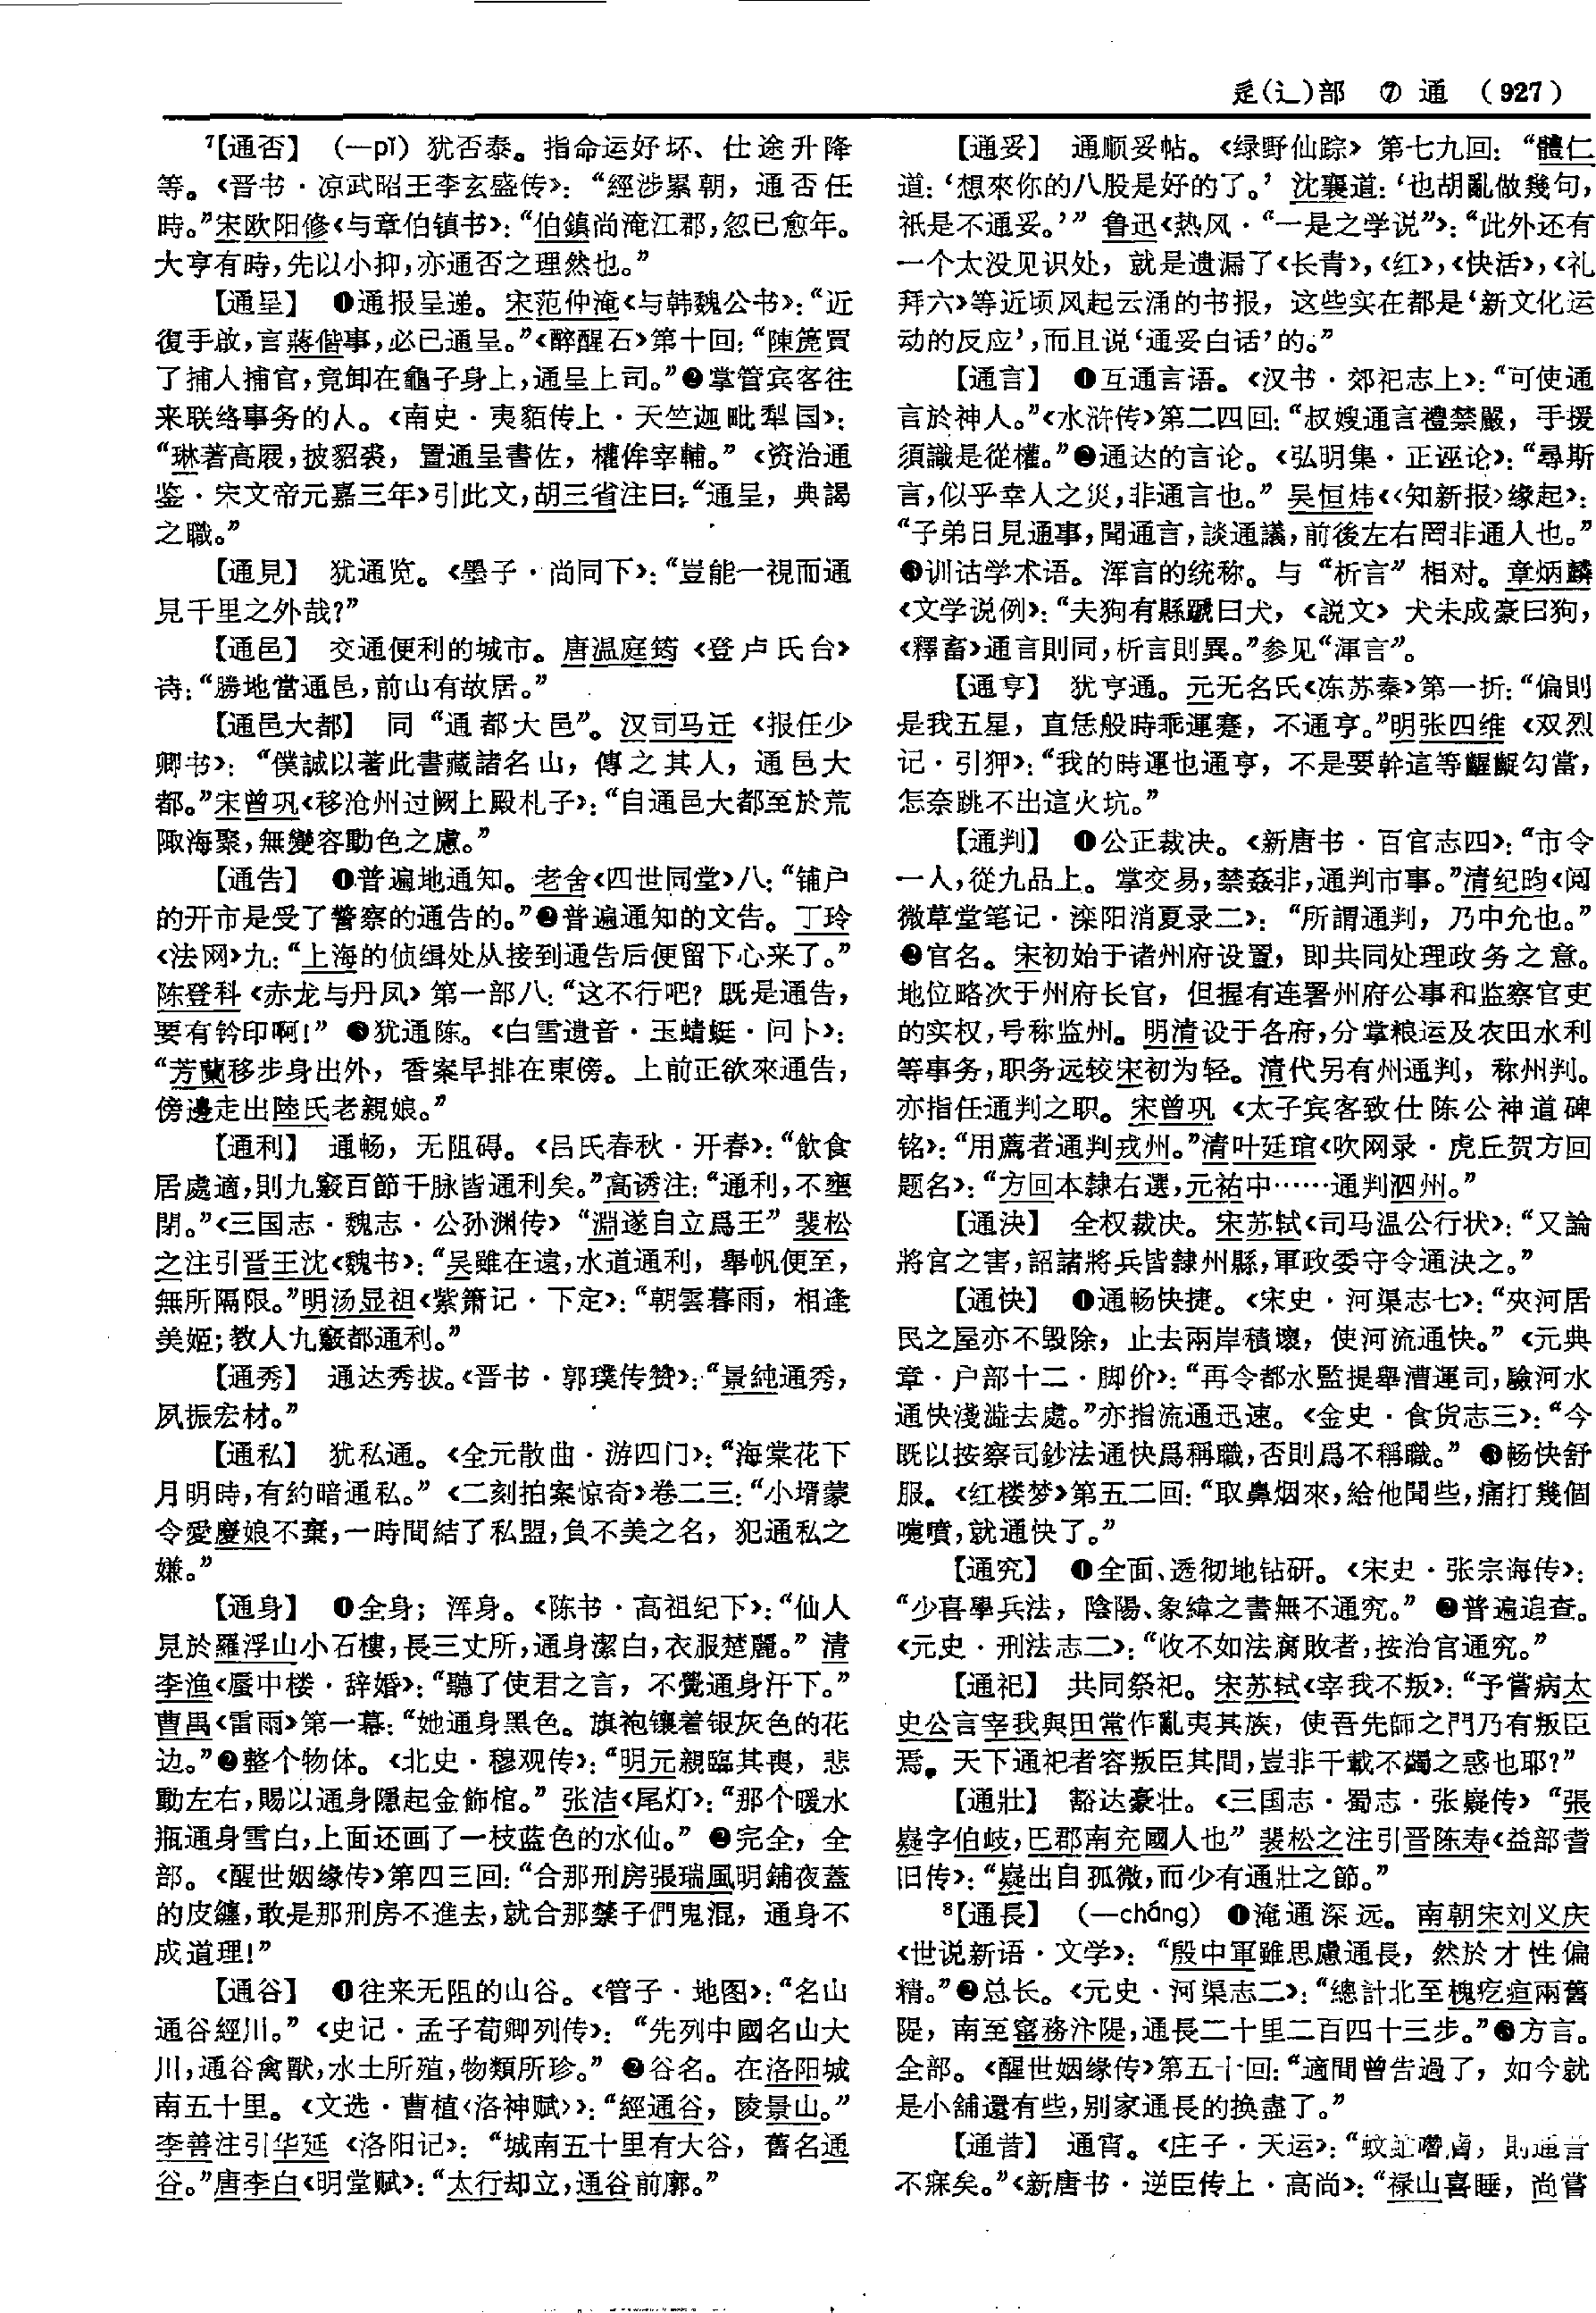 辵(辶)部 ⑦ 通 (927)
⁷【通否】 (—pǐ) 犹否泰。指命运好坏、仕途升降
等。《晋书·凉武昭王李玄盛传》：“經涉累朝，通否任
時。”宋欧阳修《与章伯镇书》：“伯鎮尚淹江郡，忽已愈年。
大亨有時，先以小抑，亦通否之理然也。”
【通呈】 ❶通报呈递。宋范仲淹《与韩魏公书》：“近
復手啟，言蔣偕事，必已通呈。”《醉醒石》第十回：“陳箎買
了捕人捕官，竟卸在龜子身上，通呈上司。”❷掌管宾客往
来联络事务的人。《南史·夷貊传上·天竺迦毗犁国》：
“琳著高屐，披貂裘，置通呈書佐，權侔宰輔。”《资治通
鉴·宋文帝元嘉三年》引此文，胡三省注曰：“通呈，典謁
之職。”
【通見】 犹通览。《墨子·尚同下》：“豈能一視而通
見千里之外哉？”
【通邑】 交通便利的城市。唐温庭筠《登卢氏台》
诗：“勝地當通邑，前山有故居。”
【通邑大都】 同“通都大邑”。汉司马迁《报任少
卿书》：“僕誠以著此書藏諸名山，傳之其人，通邑大
都。”宋曾巩《移沧州过阙上殿札子》：“自通邑大都至於荒
陬海聚，無變容動色之慮。”
【通告】 ❶普遍地通知。老舍《四世同堂》八：“铺户
的开市是受了警察的通告的。”❷普遍通知的文告。丁玲
《法网》九：“上海的侦缉处从接到通告后便留下心来了。”
陈登科《赤龙与丹凤》第一部八：“这不行吧？既是通告，
要有钤印啊！”❸犹通陈。《白雪遗音·玉蜻蜓·问卜》：
“芳蘭移步身出外，香案早排在東傍。上前正欲來通告，
傍邊走出陸氏老親娘。”
【通利】 通畅，无阻碍。《吕氏春秋·开春》：“飲食
居處適，則九竅百節千脉皆通利矣。”高诱注：“通利，不壅
閉。”《三国志·魏志·公孙渊传》“淵遂自立爲王”裴松
之注引晋王沈《魏书》：“吴雖在遠，水道通利，舉帆便至，
無所隔限。”明汤显祖《紫箫记·下定》：“朝雲暮雨，相逢
美姬；教人九竅都通利。”
【通秀】 通达秀拔。《晋书·郭璞传赞》：“景純通秀，
夙振宏材。”
【通私】 犹私通。《全元散曲·游四门》：“海棠花下
月明時，有約暗通私。”《二刻拍案惊奇》卷二三：“小壻蒙
令愛慶娘不棄，一時間結了私盟，負不美之名，犯通私之
嫌。”
【通身】 ❶全身；浑身。《陈书·高祖纪下》：“仙人
見於羅浮山小石樓，長三丈所，通身潔白，衣服楚麗。”清
李渔《蜃中楼·辞婚》：“聽了使君之言，不覺通身汗下。”
曹禺《雷雨》第一幕：“她通身黑色。旗袍镶着银灰色的花
边。”❷整个物体。《北史·穆观传》：“明元親臨其喪，悲
動左右，賜以通身隱起金飾棺。”张洁《尾灯》：“那个暖水
瓶通身雪白，上面还画了一枝蓝色的水仙。”❷完全，全
部。《醒世姻缘传》第四三回：“合那刑房張瑞風明鋪夜蓋
的皮纏，敢是那刑房不進去，就合那禁子們鬼混，通身不
成道理！”
【通谷】 ❶往来无阻的山谷。《管子·地图》：“名山
通谷經川。”《史记·孟子荀卿列传》：“先列中國名山大
川，通谷禽獸，水土所殖，物類所珍。”❷谷名。在洛阳城
南五十里。《文选·曹植〈洛神赋〉》：“經通谷，陵景山。”
李善注引华延《洛阳记》：“城南五十里有大谷，舊名通
谷。”唐李白《明堂赋》：“太行却立，通谷前廓。”
【通妥】 通顺妥帖。《绿野仙踪》第七九回：“體仁
道：‘想來你的八股是好的了。’沈襄道：‘也胡亂做幾句，
衹是不通妥。’”鲁迅《热风·“一是之学说”》：“此外还有
一个太没见识处，就是遗漏了《长青》，《红》，《快活》，《礼
拜六》等近顷风起云涌的书报，这些实在都是‘新文化运
动的反应’，而且说‘通妥白话’的。”
【通言】 ❶互通言语。《汉书·郊祀志上》：“可使通
言於神人。”《水浒传》第二四回：“叔嫂通言禮禁嚴，手援
須識是從權。”❷通达的言论。《弘明集·正诬论》：“尋斯
言，似乎幸人之災，非通言也。”吴恒炜《〈知新报〉缘起》：
“子弟日見通事，聞通言，談通議，前後左右罔非通人也。”
❸训诂学术语。浑言的统称。与“析言”相对。章炳麟
《文学说例》：“夫狗有縣蹏曰犬，《説文》犬未成豪曰狗，
《釋畜》通言則同，析言則異。”参见“渾言”。
【通亨】 犹亨通。元无名氏《冻苏秦》第一折：“偏則
是我五星，直恁般時乖運蹇，不通亨。”明张四维《双烈
记·引狎》：“我的時運也通亨，不是要幹這等齷齪勾當，
怎奈跳不出這火坑。”
【通判】 ❶公正裁决。《新唐书·百官志四》：“市令
一人，從九品上。掌交易，禁姦非，通判市事。”清纪昀《阅
微草堂笔记·滦阳消夏录二》：“所謂通判，乃中允也。”
❷官名。宋初始于诸州府设置，即共同处理政务之意。
地位略次于州府长官，但握有连署州府公事和监察官吏
的实权，号称监州。明清设于各府，分掌粮运及农田水利
等事务，职务远较宋初为轻。清代另有州通判，称州判。
亦指任通判之职。宋曾巩《太子宾客致仕陈公神道碑
铭》：“用薦者通判戎州。”清叶廷琯《吹网录·虎丘贺方回
题名》：“方回本隸右選，元祐中……通判泗州。”
【通決】 全权裁决。宋苏轼《司马温公行状》：“又論
將官之害，詔諸將兵皆隸州縣，軍政委守令通決之。”
【通快】 ❶通畅快捷。《宋史·河渠志七》：“夾河居
民之屋亦不毁除，止去兩岸積壤，使河流通快。”《元典
章·户部十二·脚价》：“再令都水監提舉漕運司，驗河水
通快淺澁去處。”亦指流通迅速。《金史·食货志三》：“今
既以按察司鈔法通快爲稱職，否則爲不稱職。”❸畅快舒
服。《红楼梦》第五二回：“取鼻烟來，給他聞些，痛打幾個
嚏噴，就通快了。”
【通究】 ❶全面、透彻地钻研。《宋史·张宗诲传》：
“少喜學兵法，陰陽、象緯之書無不通究。”❷普遍追查。
《元史·刑法志二》：“收不如法腐敗者，按治官通究。”
【通祀】 共同祭祀。宋苏轼《宰我不叛》：“予嘗病太
史公言宰我與田常作亂夷其族，使吾先師之門乃有叛臣
焉。天下通祀者容叛臣其間，豈非千載不蠲之惑也耶？”
【通壯】 豁达豪壮。《三国志·蜀志·张嶷传》“張
嶷字伯岐，巴郡南充國人也”裴松之注引晋陈寿《益部耆
旧传》：“嶷出自孤微，而少有通壯之節。”
⁸【通長】 (—cháng) ❶淹通深远。南朝宋刘义庆
《世说新语·文学》：“殷中軍雖思慮通長，然於才性偏
精。”❷总长。《元史·河渠志二》：“總計北至槐疙疸兩舊
隄，南至窰務汴隄，通長二十里二百四十三步。”❸方言。
全部。《醒世姻缘传》第五十回：“適間曾告過了，如今就
是小舖還有些，别家通長的换盡了。”
【通昔】 通宵。《庄子·天运》：“蚊虻噆膚，則通昔
不寐矣。”《新唐书·逆臣传上·高尚》：“禄山喜睡，尚嘗